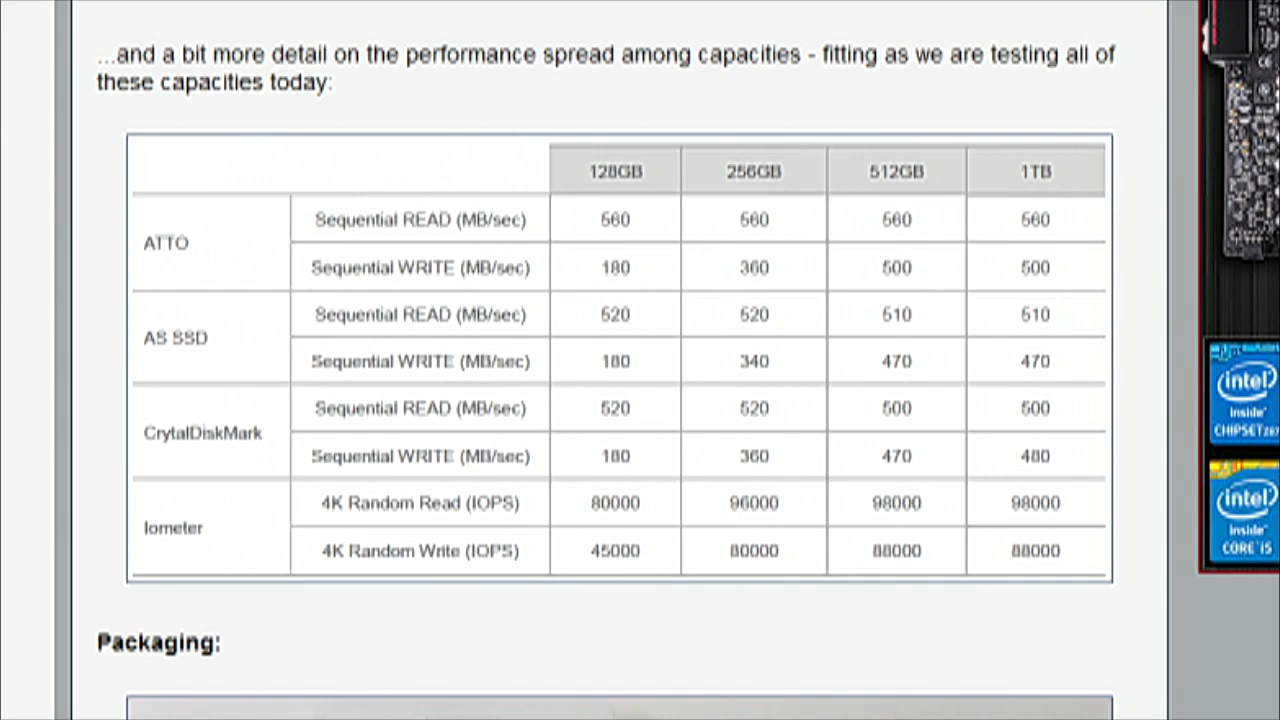 ...and a bit more detail on the performance spread among capacities - fitting as we are testing all of
these capacities today:
128GB 256GB 512GB 1TB
ATTO
Sequential READ (MB/sec) 560 560 560 560
Sequential WRITE (MB/sec) 180 360 500 500
AS SSD
Sequential READ (MB/sec) 520 520 510 510
Sequential WRITE (MB/sec) 180 340 470 470
CrytalDiskMark
Sequential READ (MB/sec) 520 520 500 500
Sequential WRITE (MB/sec) 180 360 470 480
Iometer
4K Random Read (IOPS) 80000 96000 98000 98000
4K Random Write (IOPS) 45000 80000 88000 88000
Packaging:
intel
inside
CHIPSET
intel
inside
CORE i5